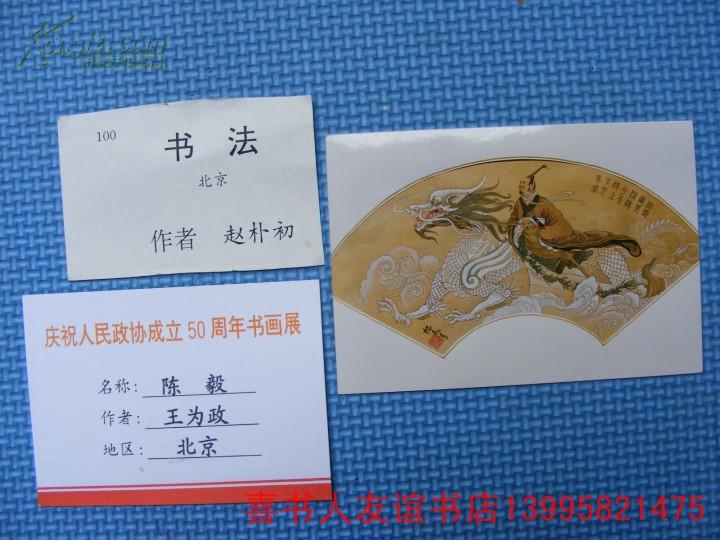 100
书法
北京
作者 赵朴初
庆祝人民政协成立50周年书画展
名称: 陈毅
作者: 王为政
地区: 北京
喜书人友谊书店13995821475